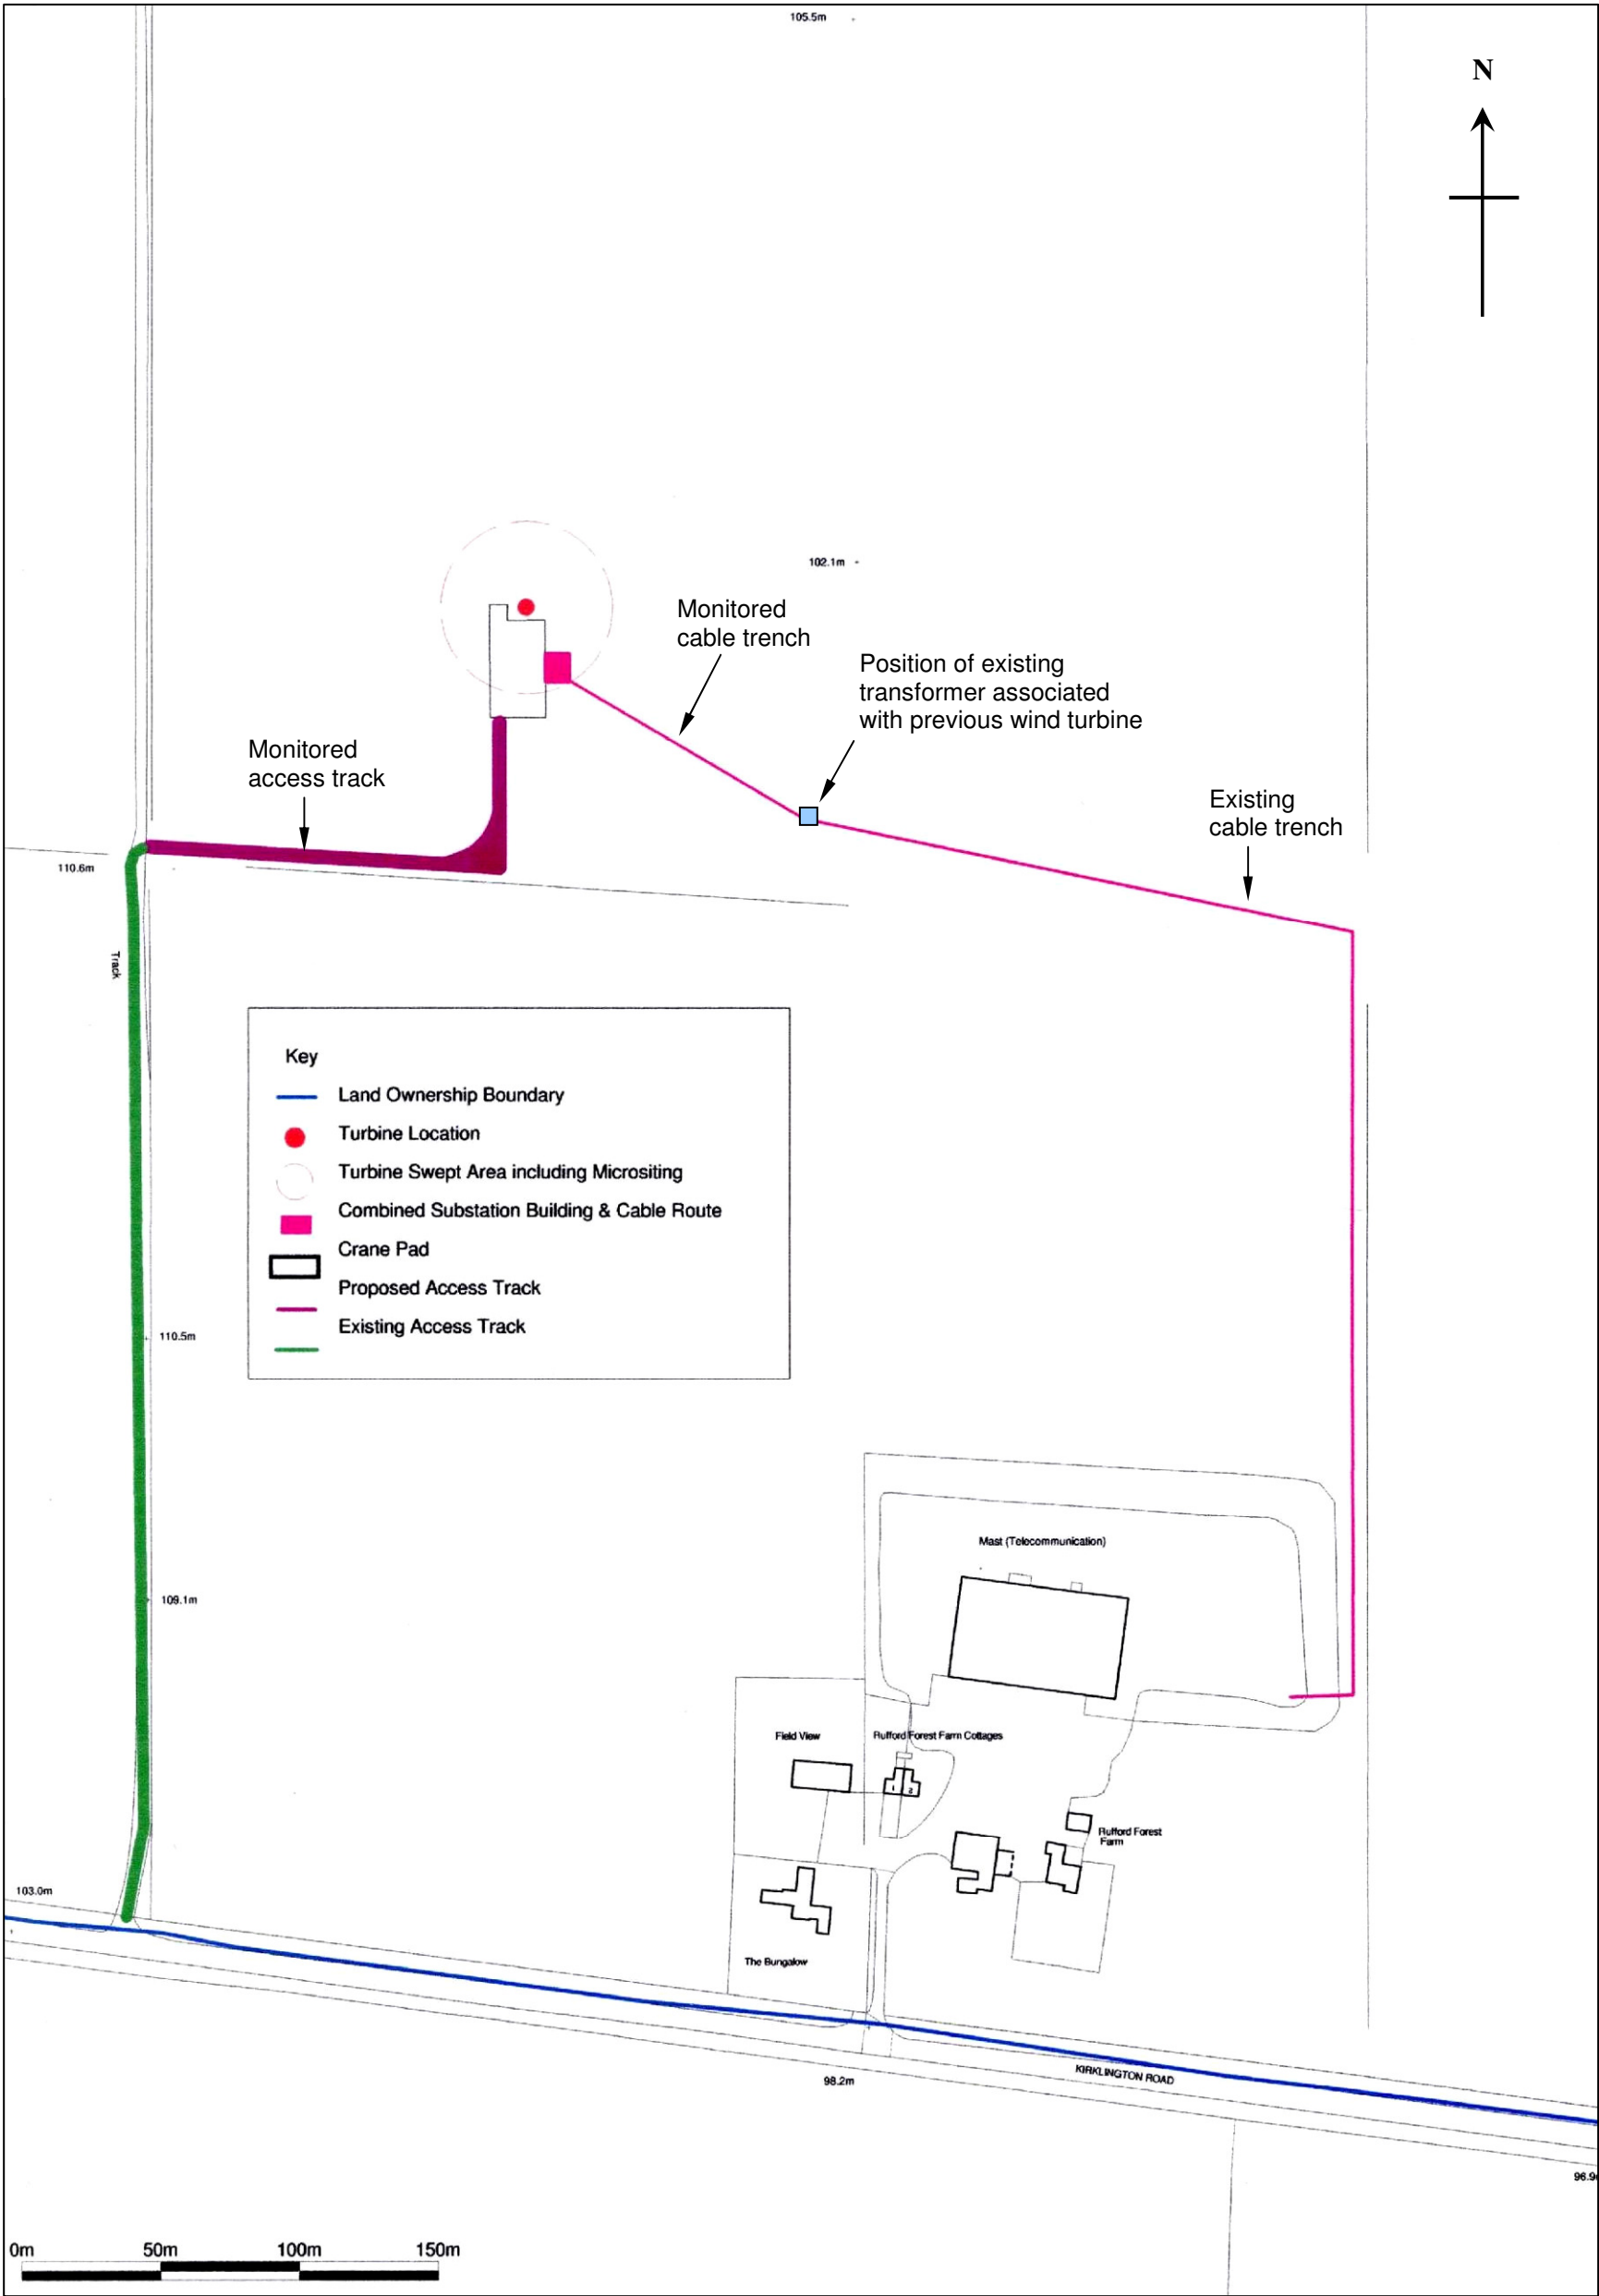 105.5m
N
102.1m
Monitored
cable trench
Position of existing
transformer associated
with previous wind turbine
Monitored
access track
Existing
cable trench
110.6m
Track
Key
Land Ownership Boundary
Turbine Location
Turbine Swept Area including Micrositing
Combined Substation Building & Cable Route
Crane Pad
Proposed Access Track
Existing Access Track
110.5m
Mast (Telecommunication)
109.1m
Field View
Rufford Forest Farm Cottages
1
2
Rufford Forest
Farm
103.0m
The Bungalow
KIRKLINGTON ROAD
98.2m
96.9
0m
50m
100m
150m